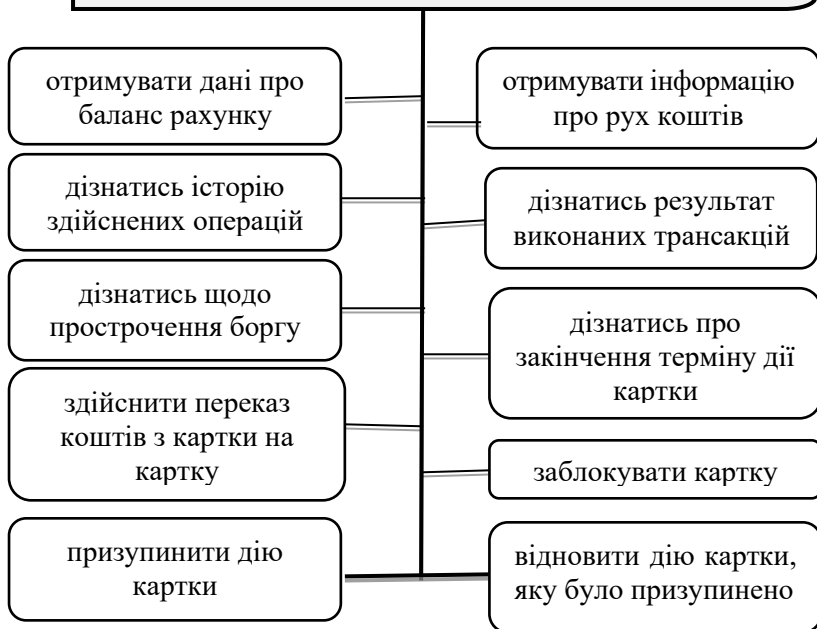 отримувати дані про
баланс рахунку
отримувати інформацію
про рух коштів
дізнатись історію
здійснених операцій
дізнатись результат
виконаних трансакцій
дізнатись щодо
прострочення боргу
дізнатись про
закінчення терміну дії
картки
здійснити переказ
коштів з картки на
картку
заблокувати картку
призупинити дію
картки
відновити дію картки,
яку було призупинено